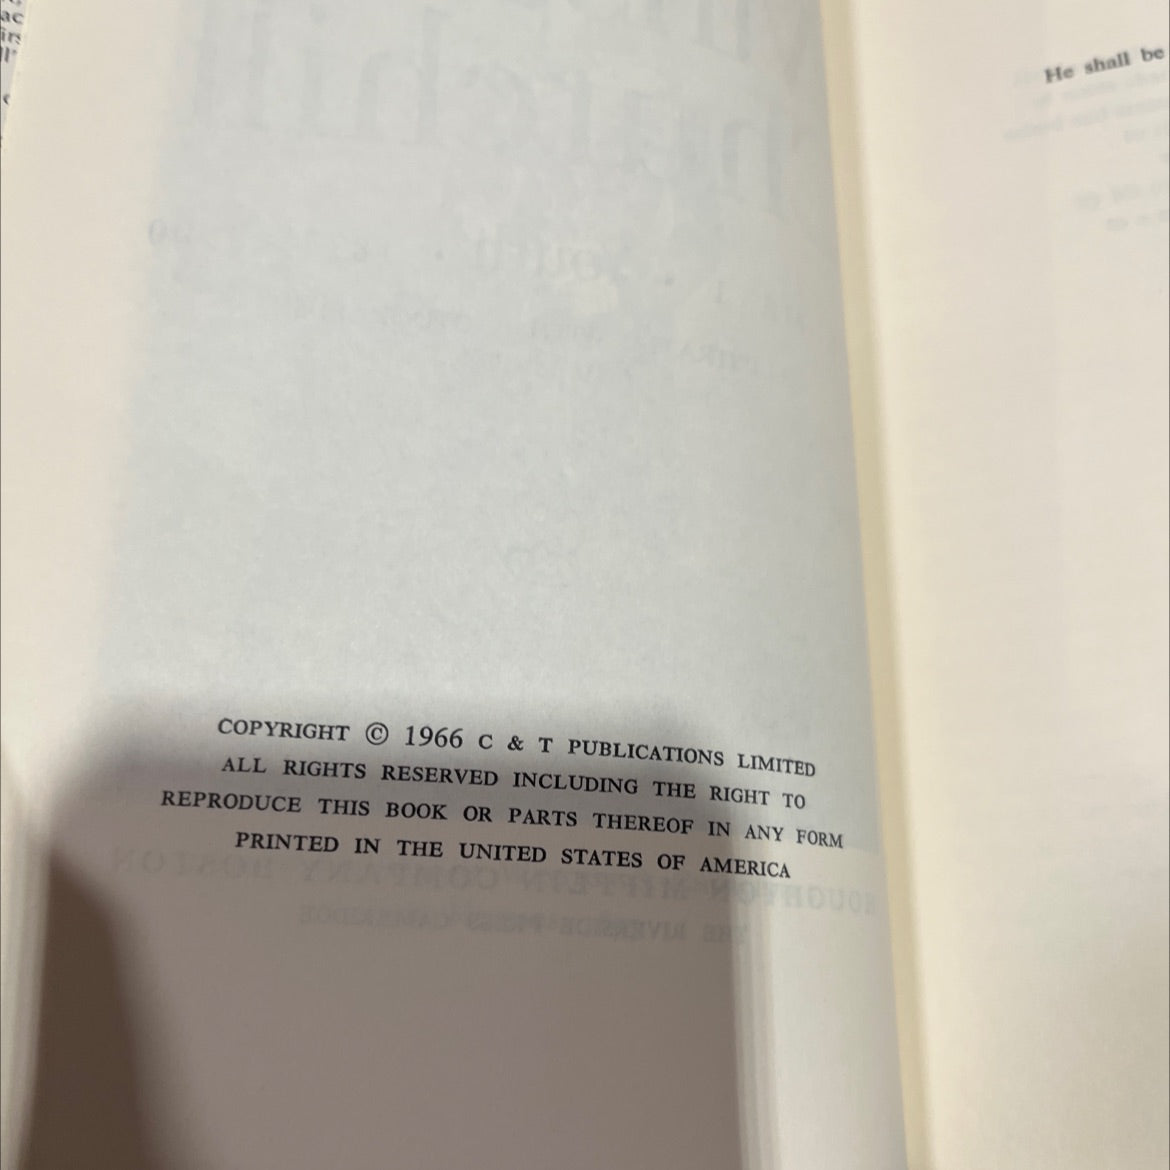 COPYRIGHT © 1966 C & T PUBLICATIONS LIMITED
ALL RIGHTS RESERVED INCLUDING THE RIGHT TO
REPRODUCE THIS BOOK OR PARTS THEREOF IN ANY FORM
PRINTED IN THE UNITED STATES OF AMERICA
He shall be